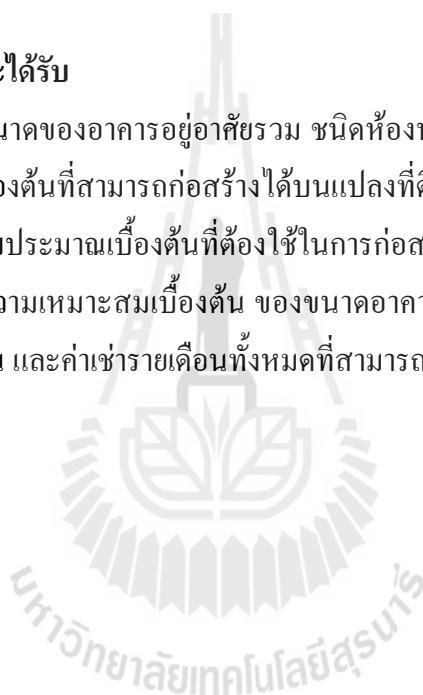 ะได้รับ
นาดของอาคารอยู่อาศัยรวม ชนิดห้องพ
องต้นที่สามารถก่อสร้างได้บนแปลงที่ดิ
ประมาณเบื้องต้นที่ต้องใช้ในการก่อส
วามเหมาะสมเบื้องต้น ของขนาดอาคา
และค่าเช่ารายเดือนทั้งหมดที่สามารถ
มหาวิทยาลัยเทคโนโลยีสุรนารี